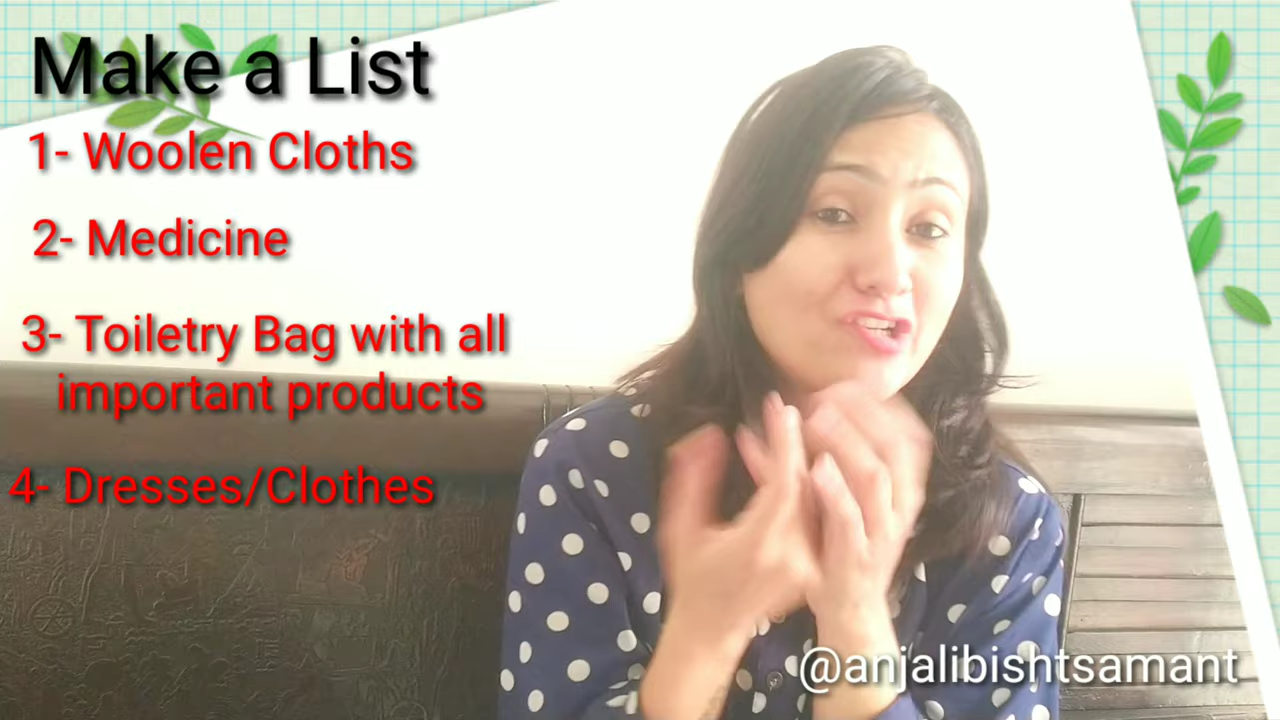 Make a List
1- Woolen Cloths
2- Medicine
3- Toiletry Bag with all
important products
4- Dresses/Clothes
@anjalibishtsamant